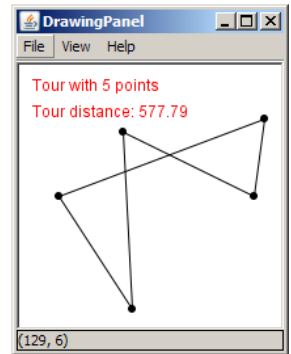 DrawingPanel
File View Help
Tour with 5 points
Tour distance: 577.79
(129, 6)